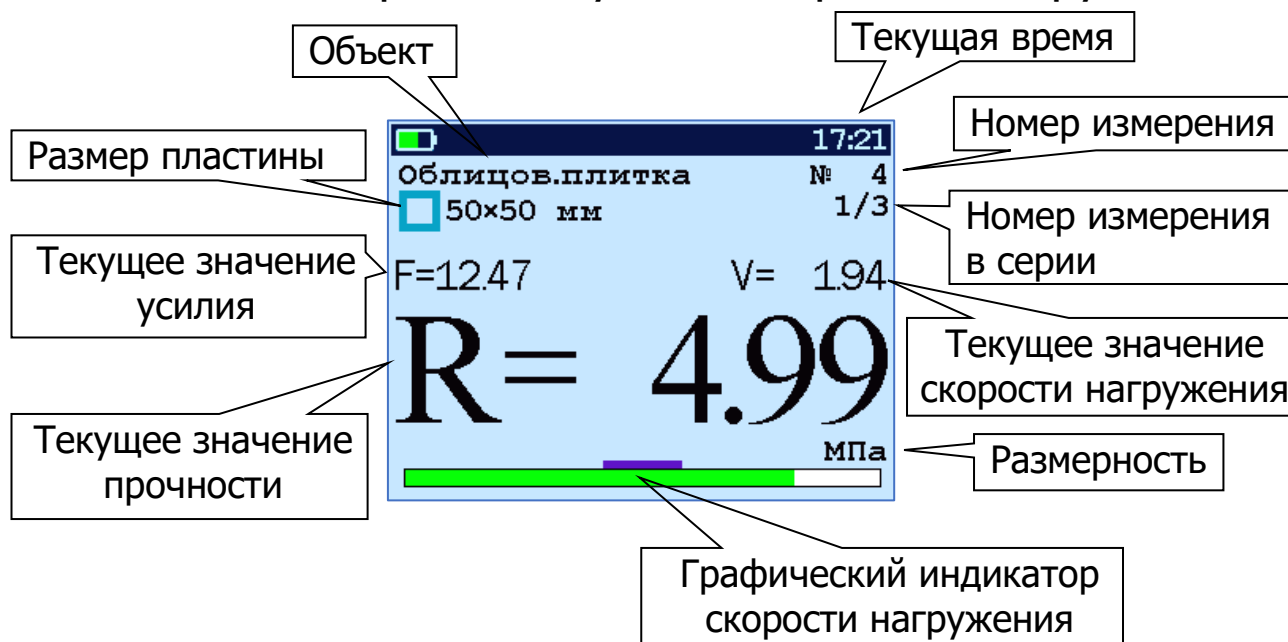 Объект
Текущая время
Номер измерения
Размер пластины
17:21
Облицов.плитка
№ 4
50×50 мм
1/3
Номер измерения
в серии
Текущее значение
усилия
F=12.47
V= 1.94
R= 4.99
Текущее значение
скорости нагружения
Текущее значение
прочности
МПа
Размерность
Графический индикатор
скорости нагружения